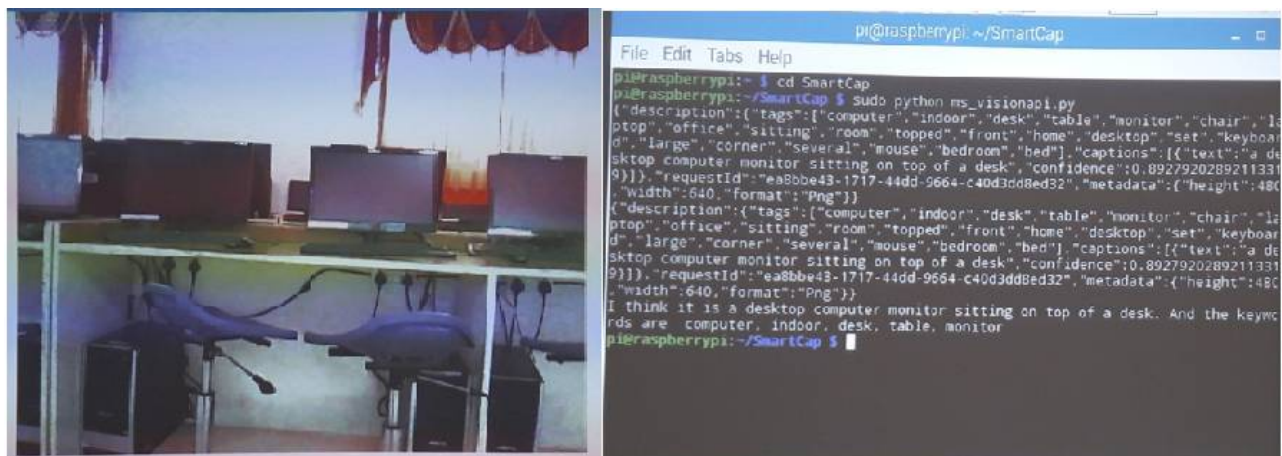 pi@raspberrypi: ~/SmartCap
File Edit Tabs Help
pi@raspberrypi:~ $ cd SmartCap
pi@raspberrypi:~/SmartCap $ sudo python ms_visionapi.py
{"description":{"tags":["computer","indoor","desk","table","monitor","chair","la
ptop","office","sitting","room","topped","front","home","desktop","set","keyboar
d","large","corner","several","mouse","bedroom","bed"],"captions":[{"text":"a de
sktop computer monitor sitting on top of a desk","confidence":0.8927920289211331
9}]},"requestId":"ea8bbe43-1717-44dd-9664-c40d3dd8ed32","metadata":{"height":480
,"width":640,"format":"Png"}}
{"description":{"tags":["computer","indoor","desk","table","monitor","chair","la
ptop","office","sitting","room","topped","front","home","desktop","set","keyboar
d","large","corner","several","mouse","bedroom","bed"],"captions":[{"text":"a de
sktop computer monitor sitting on top of a desk","confidence":0.8927920289211331
9}]},"requestId":"ea8bbe43-1717-44dd-9664-c40d3dd8ed32","metadata":{"height":480
,"width":640,"format":"Png"}}
I think it is a desktop computer monitor sitting on top of a desk. And the keywo
rds are  computer, indoor, desk, table, monitor
pi@raspberrypi:~/SmartCap $